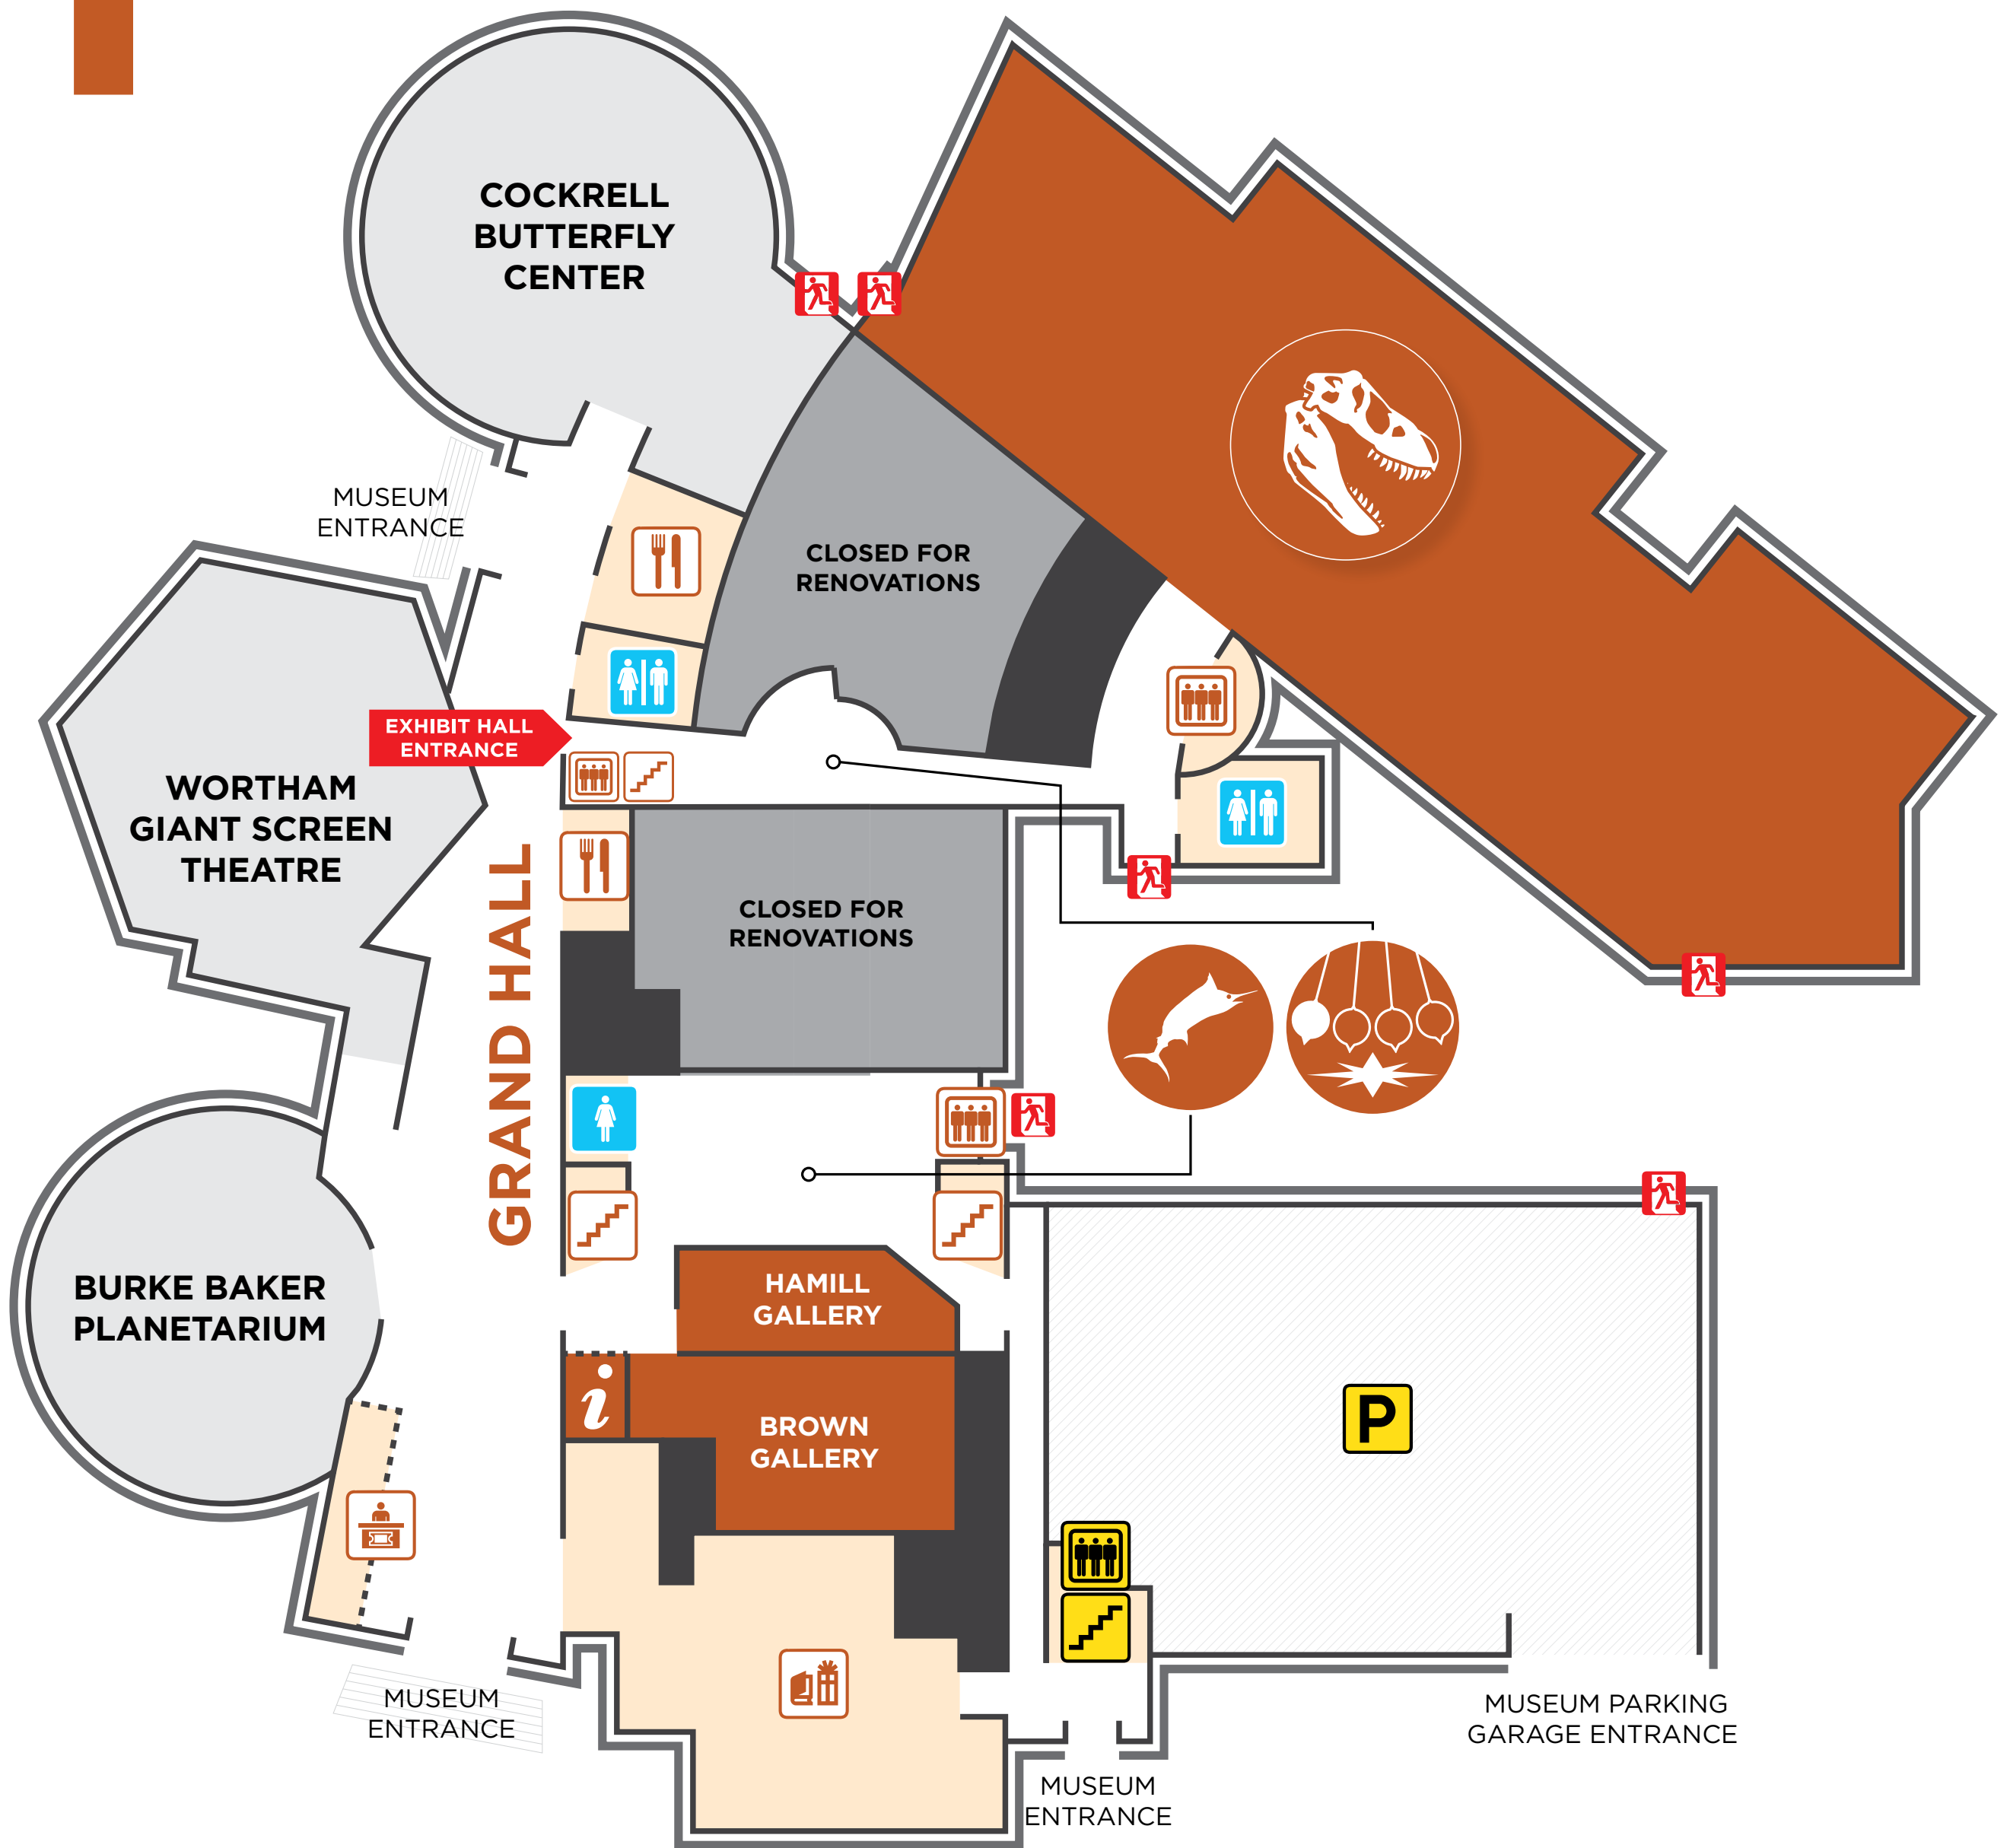 COCKRELL
BUTTERFLY
CENTER
MUSEUM
ENTRANCE
CLOSED FOR
RENOVATIONS
EXHIBIT HALL
ENTRANCE
WORTHAM
GIANT SCREEN
THEATRE
GRAND HALL
CLOSED FOR
RENOVATIONS
BURKE BAKER
PLANETARIUM
HAMILL
GALLERY
i
BROWN
GALLERY
P
MUSEUM
ENTRANCE
MUSEUM PARKING
GARAGE ENTRANCE
MUSEUM
ENTRANCE